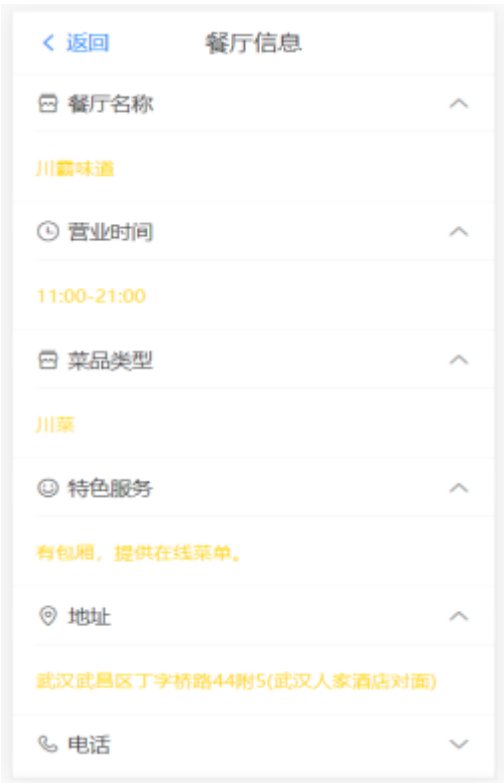 返回
餐厅信息
餐厅名称
川霸味道
营业时间
11:00-21:00
菜品类型
川菜
特色服务
有包厢，提供在线菜单。
地址
武汉武昌区丁字桥路44附5(武汉人家酒店对面)
电话